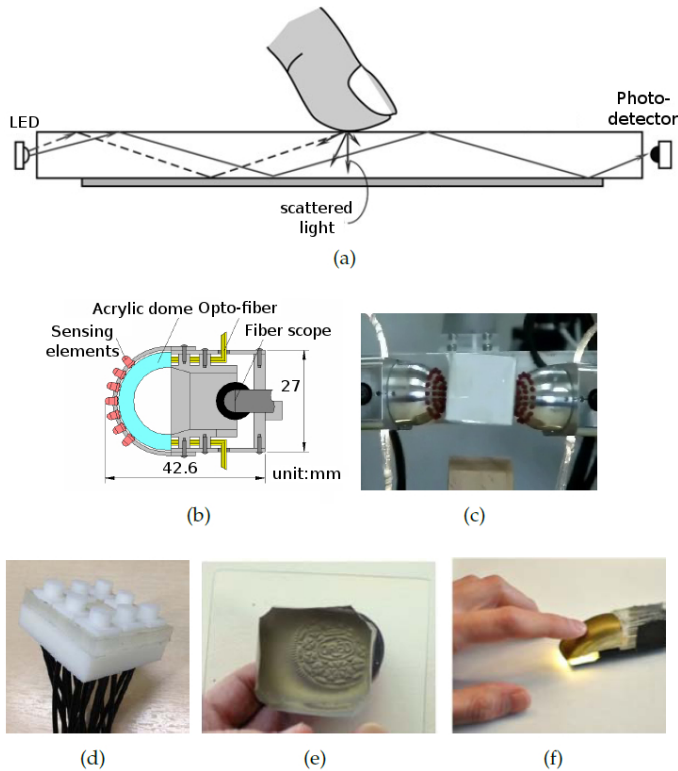 LED
Photo-
detector
scattered
light
(a)
Acrylic dome
Opto-fiber
Sensing
elements
Fiber scope
27
42.6
unit:mm
(b)
(c)
(d)
(e)
(f)